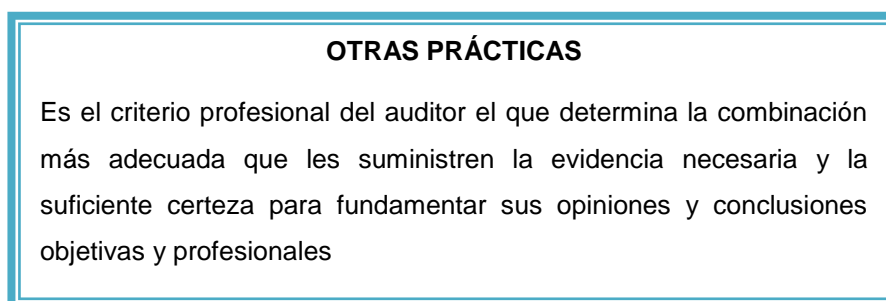 OTRAS PRÁCTICAS
Es el criterio profesional del auditor el que determina la combinación
más adecuada que les suministren la evidencia necesaria y la
suficiente certeza para fundamentar sus opiniones y conclusiones
objetivas y profesionales